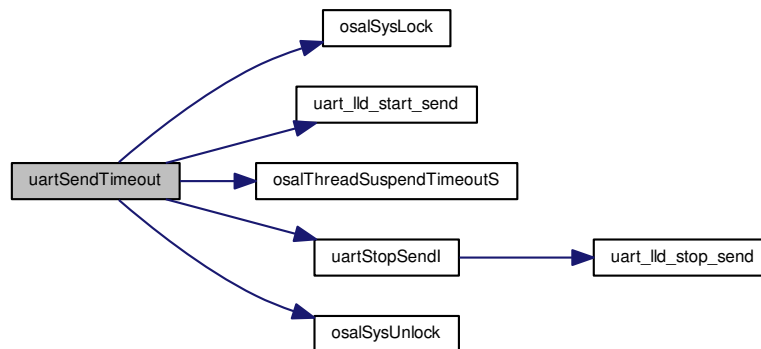 osalSysLock
uart_lld_start_send
uartSendTimeout
osalThreadSuspendTimeoutS
uartStopSendI
uart_lld_stop_send
osalSysUnlock